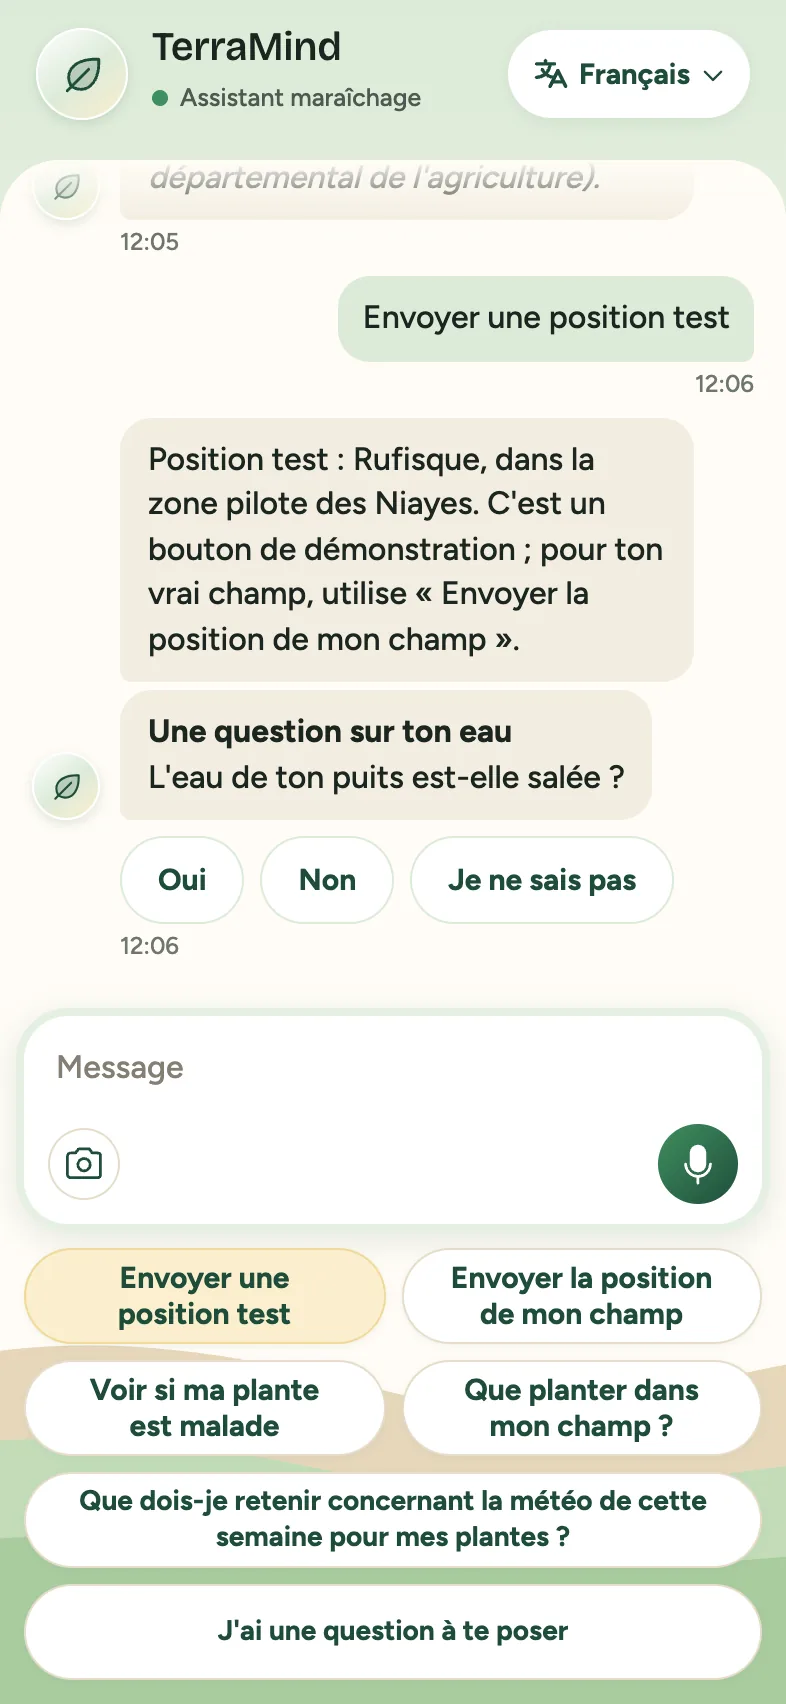 TerraMind
Assistant maraîchage
Français
départemental de l'agriculture).
12:05
Envoyer une position test
12:06
Position test : Rufisque, dans la
zone pilote des Niayes. C'est un
bouton de démonstration ; pour ton
vrai champ, utilise « Envoyer la
position de mon champ ».
Une question sur ton eau
L'eau de ton puits est-elle salée ?
Oui
Non
Je ne sais pas
12:06
Message
Envoyer une
position test
Envoyer la position
de mon champ
Voir si ma plante
est malade
Que planter dans
mon champ ?
Que dois-je retenir concernant la météo de cette
semaine pour mes plantes ?
J'ai une question à te poser